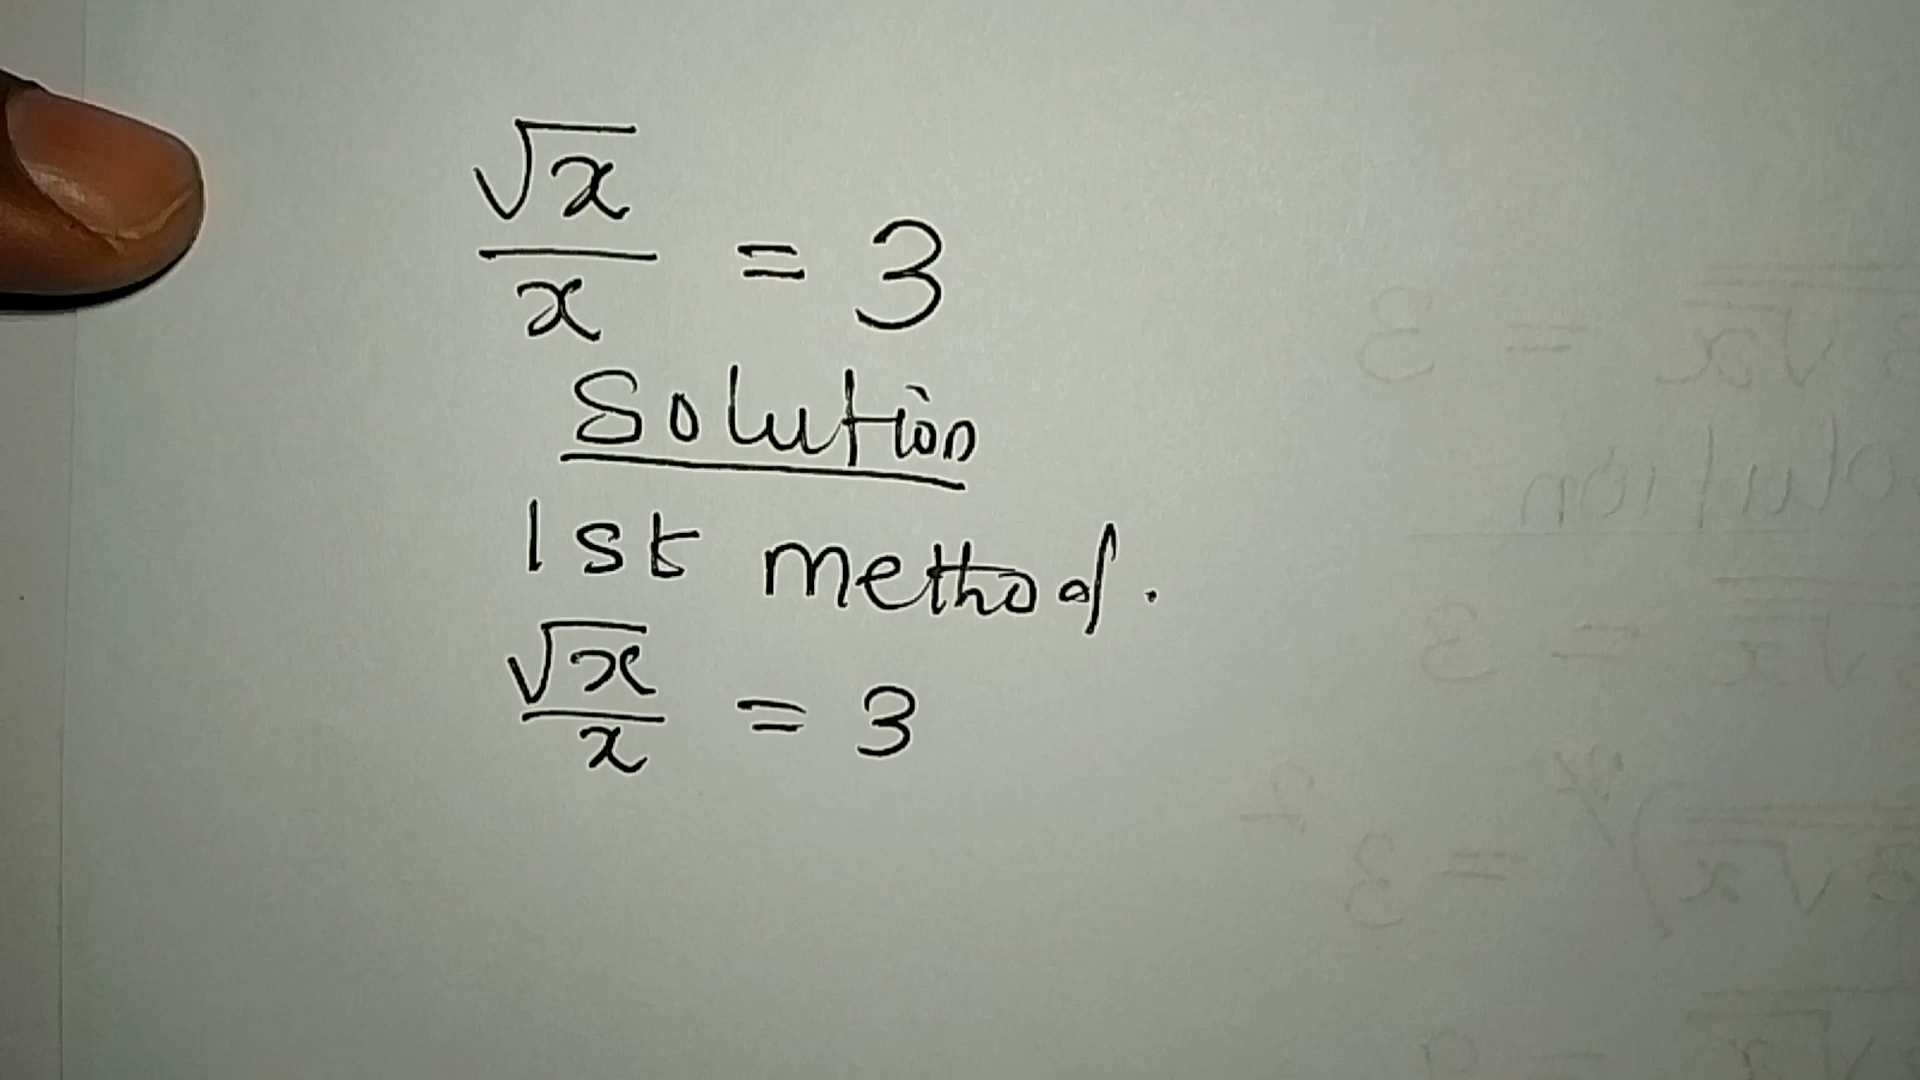 √x/x = 3
Solution
1st method.
√x/x = 3